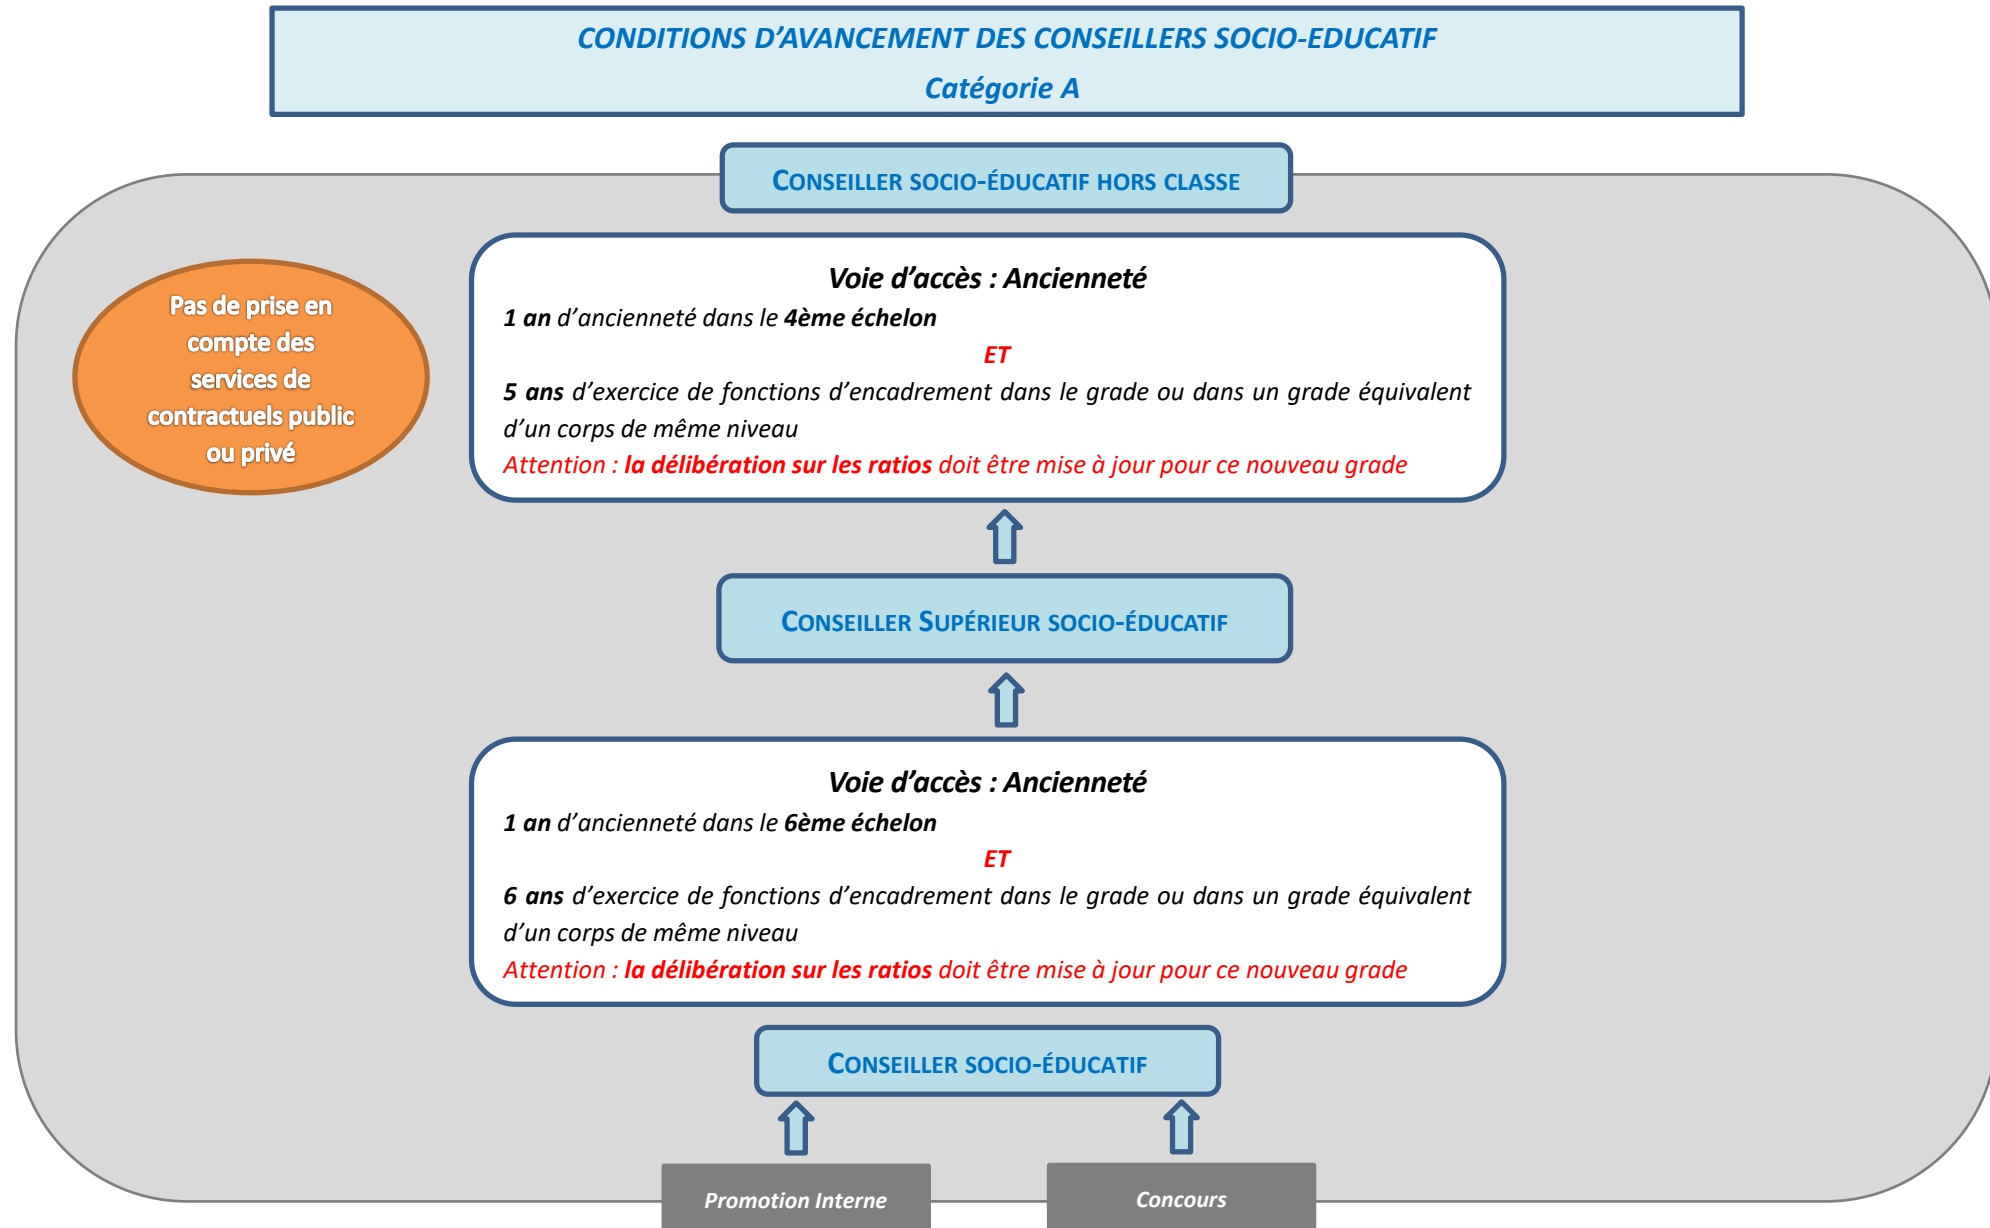 CONDITIONS D'AVANCEMENT DES CONSEILLERS SOCIO-EDUCATIF
Catégorie A
CONSEILLER SOCIO-ÉDUCATIF HORS CLASSE
Pas de prise en
compte des
services de
contractuels public
ou privé
Voie d'accès : Ancienneté
1 an d'ancienneté dans le 4ème échelon
ET
5 ans d'exercice de fonctions d'encadrement dans le grade ou dans un grade équivalent
d'un corps de même niveau
Attention : la délibération sur les ratios doit être mise à jour pour ce nouveau grade
CONSEILLER SUPÉRIEUR SOCIO-ÉDUCATIF
Voie d'accès : Ancienneté
1 an d'ancienneté dans le 6ème échelon
ET
6 ans d'exercice de fonctions d'encadrement dans le grade ou dans un grade équivalent
d'un corps de même niveau
Attention : la délibération sur les ratios doit être mise à jour pour ce nouveau grade
CONSEILLER SOCIO-ÉDUCATIF
Promotion Interne
Concours